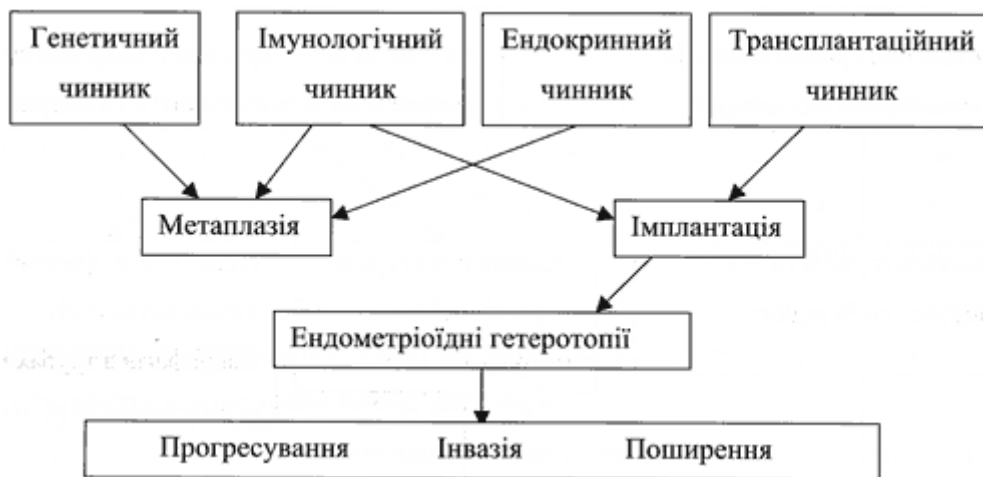 Генетичний
чинник
Імунологічний
чинник
Ендокринний
чинник
Трансплантаційний
чинник
Метаплазія
Імплантація
Ендометріоїдні гетеротопії
Прогресування Інвазія Поширення